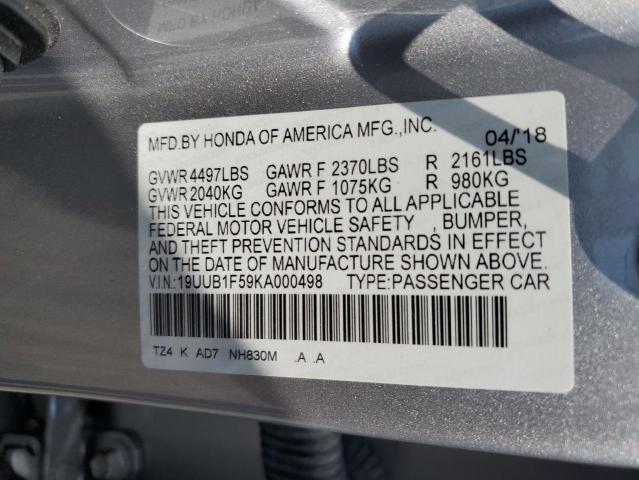 MFD.BY HONDA OF AMERICA MFG.,INC. 04/'18
GVWR 4497LBS GAWR F 2370LBS R 2161LBS
GVWR 2040KG GAWR F 1075KG R 980KG
THIS VEHICLE CONFORMS TO ALL APPLICABLE
FEDERAL MOTOR VEHICLE SAFETY , BUMPER,
AND THEFT PREVENTION STANDARDS IN EFFECT
ON THE DATE OF MANUFACTURE SHOWN ABOVE.
V.I.N.:19UUB1F59KA000498 TYPE:PASSENGER CAR
TZ4 K AD7 NH830M .A .A